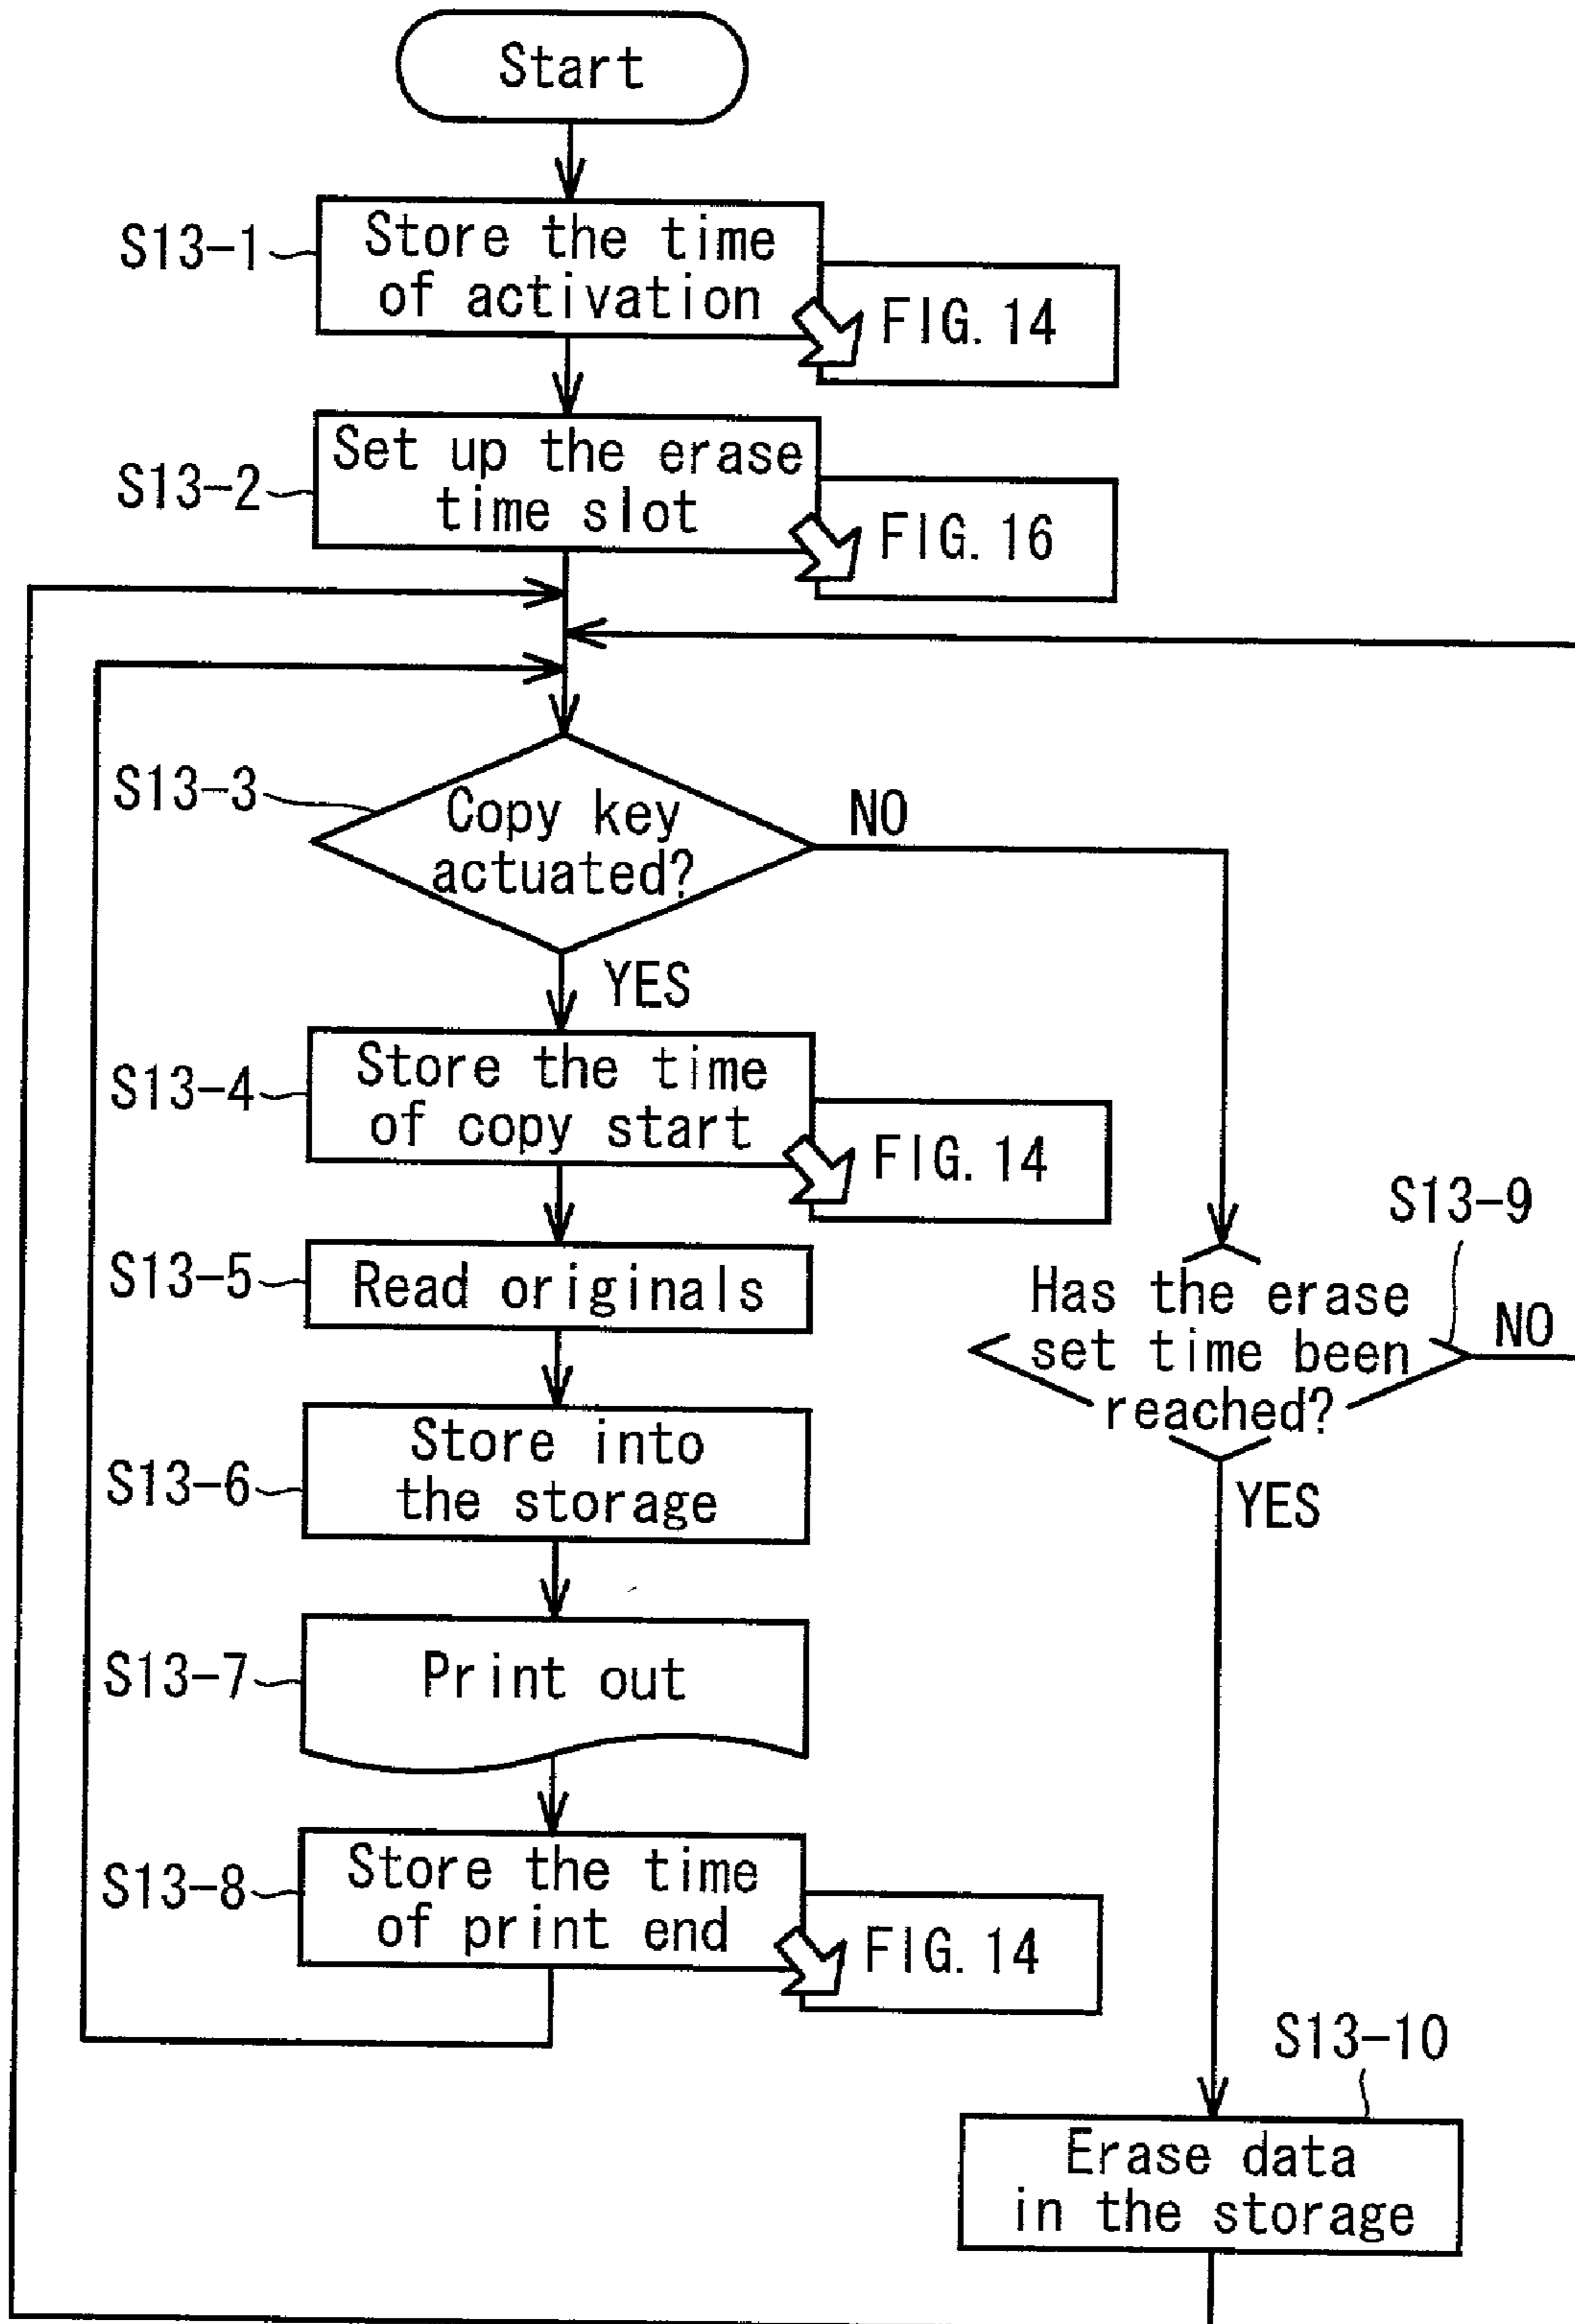 Start
S13-1
Store the time
of activation
FIG. 14
S13-2
Set up the erase
time slot
FIG. 16
S13-3
Copy key
actuated?
NO
YES
S13-4
Store the time
of copy start
FIG. 14
S13-5
Read originals
S13-9
Has the erase
set time been
reached?
NO
YES
S13-6
Store into
the storage
S13-7
Print out
S13-8
Store the time
of print end
FIG. 14
S13-10
Erase data
in the storage